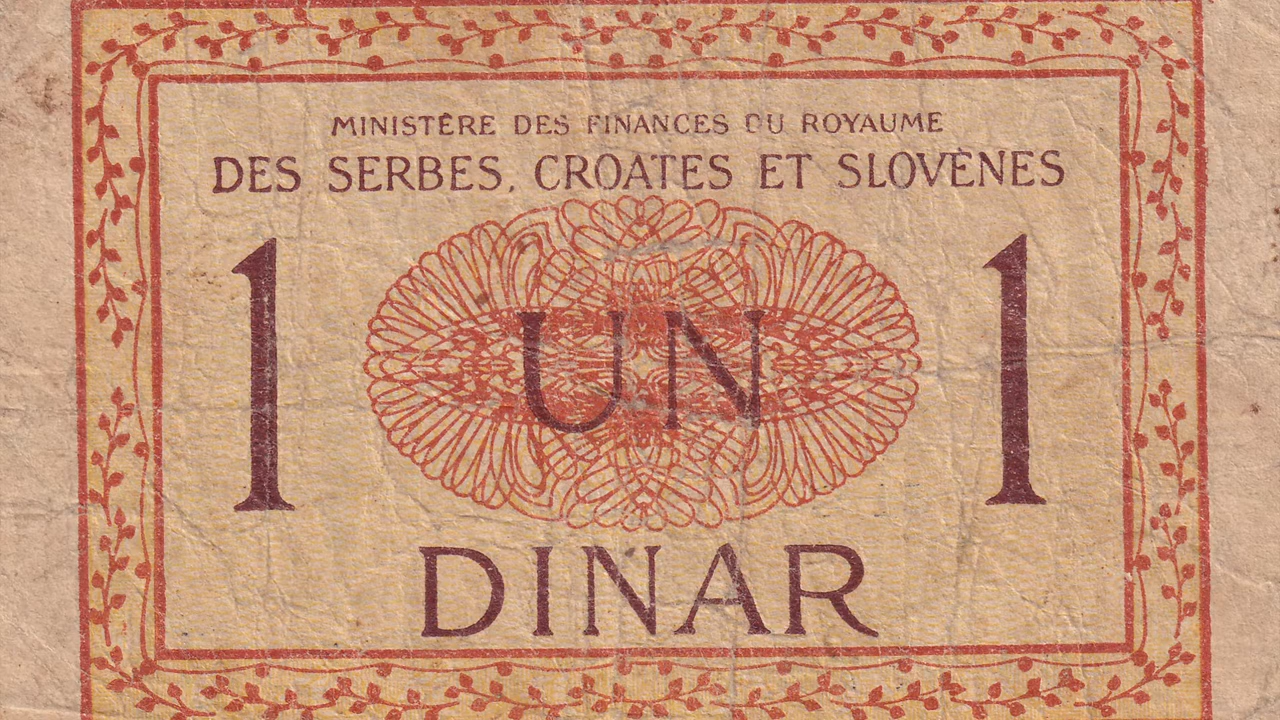 MINISTÈRE DES FINANCES DU ROYAUME
DES SERBES, CROATES ET SLOVÈNES
1 UN 1
DINAR